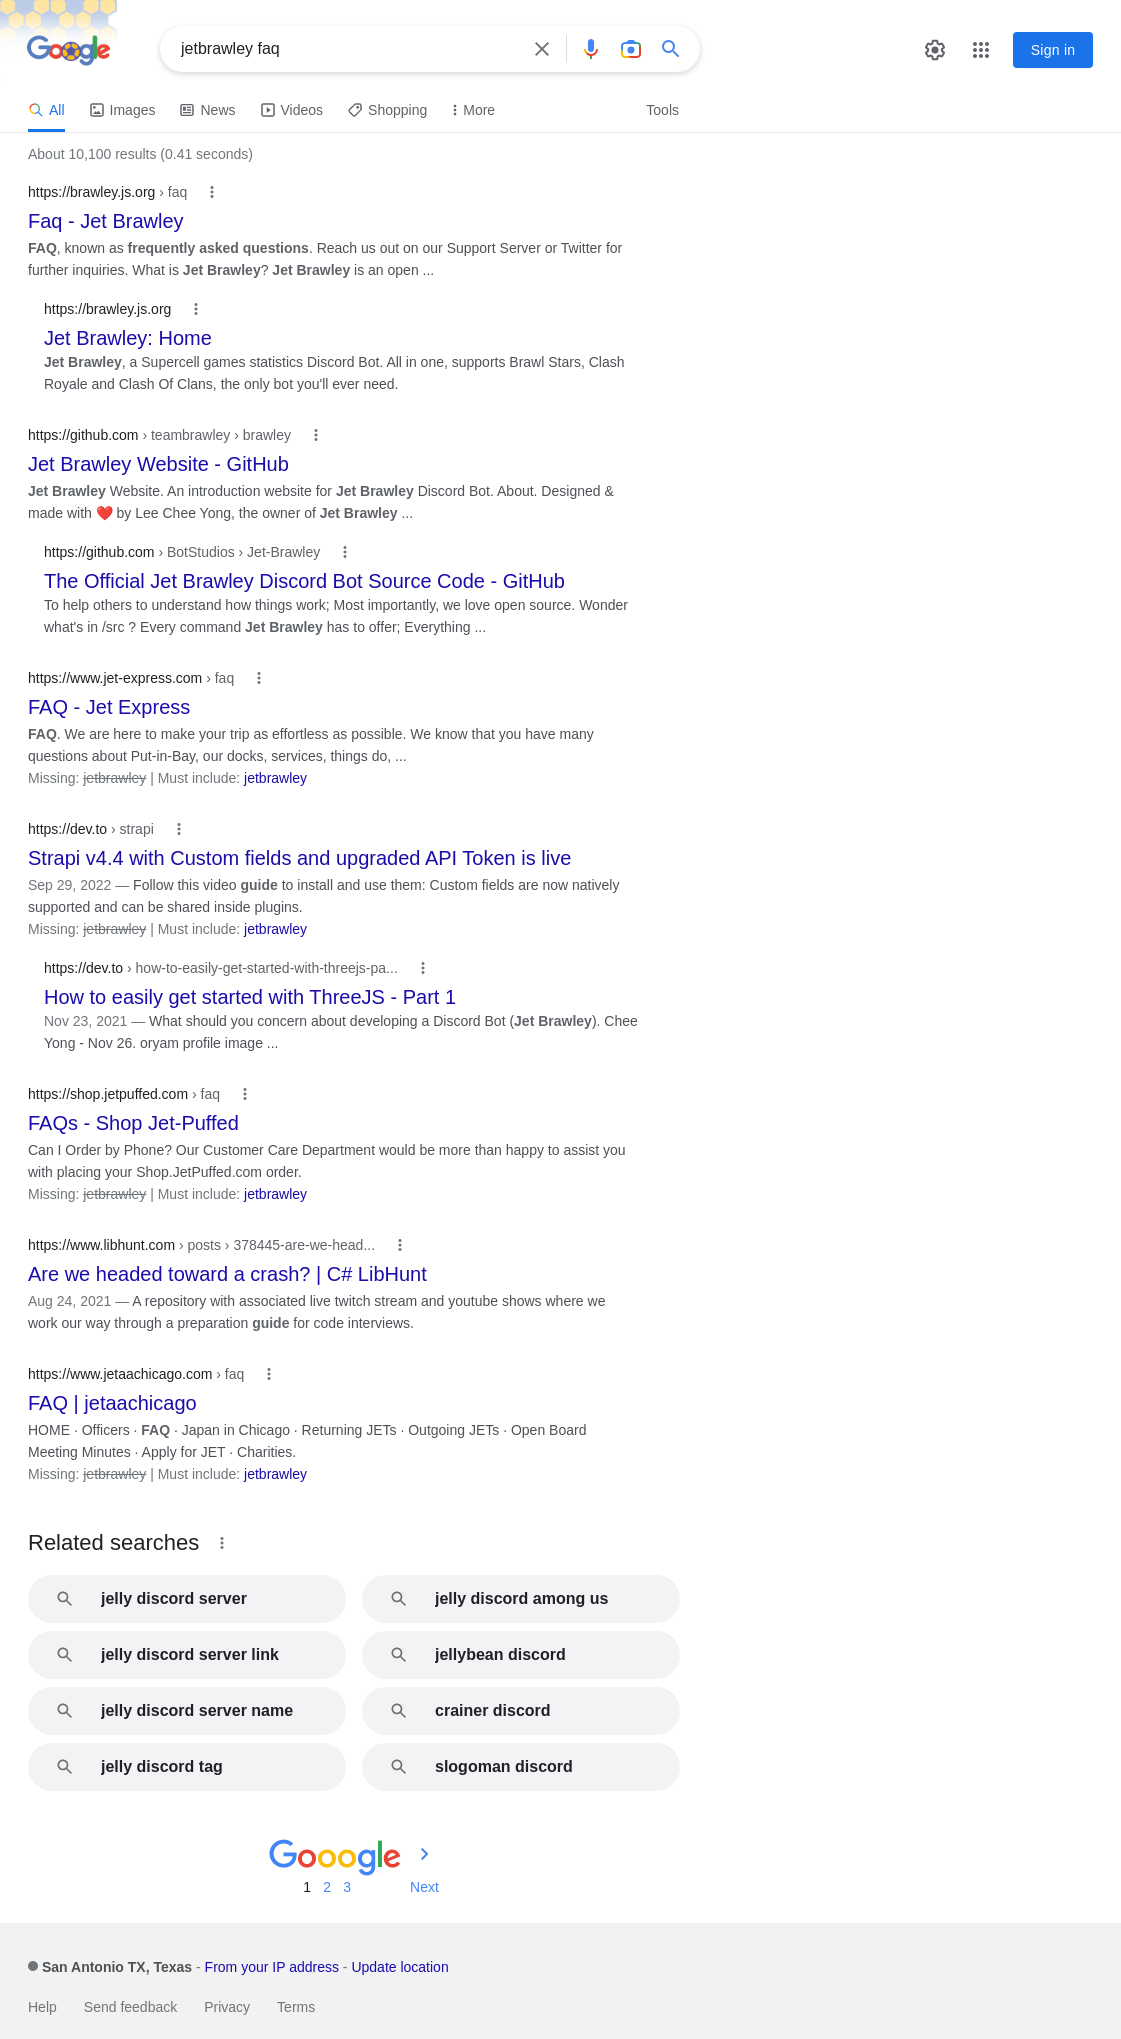 Google
jetbrawley faq
Sign in
All Images News Videos Shopping More Tools
About 10,100 results (0.41 seconds)
https://brawley.js.org › faq
Faq - Jet Brawley
FAQ, known as frequently asked questions. Reach us out on our Support Server or Twitter for
further inquiries. What is Jet Brawley? Jet Brawley is an open ...
https://brawley.js.org
Jet Brawley: Home
Jet Brawley, a Supercell games statistics Discord Bot. All in one, supports Brawl Stars, Clash
Royale and Clash Of Clans, the only bot you'll ever need.
https://github.com › teambrawley › brawley
Jet Brawley Website - GitHub
Jet Brawley Website. An introduction website for Jet Brawley Discord Bot. About. Designed &
made with ❤️ by Lee Chee Yong, the owner of Jet Brawley ...
https://github.com › BotStudios › Jet-Brawley
The Official Jet Brawley Discord Bot Source Code - GitHub
To help others to understand how things work; Most importantly, we love open source. Wonder
what's in /src ? Every command Jet Brawley has to offer; Everything ...
https://www.jet-express.com › faq
FAQ - Jet Express
FAQ. We are here to make your trip as effortless as possible. We know that you have many
questions about Put-in-Bay, our docks, services, things do, ...
Missing: jetbrawley | Must include: jetbrawley
https://dev.to › strapi
Strapi v4.4 with Custom fields and upgraded API Token is live
Sep 29, 2022 — Follow this video guide to install and use them: Custom fields are now natively
supported and can be shared inside plugins.
Missing: jetbrawley | Must include: jetbrawley
https://dev.to › how-to-easily-get-started-with-threejs-pa...
How to easily get started with ThreeJS - Part 1
Nov 23, 2021 — What should you concern about developing a Discord Bot (Jet Brawley). Chee
Yong - Nov 26. oryam profile image ...
https://shop.jetpuffed.com › faq
FAQs - Shop Jet-Puffed
Can I Order by Phone? Our Customer Care Department would be more than happy to assist you
with placing your Shop.JetPuffed.com order.
Missing: jetbrawley | Must include: jetbrawley
https://www.libhunt.com › posts › 378445-are-we-head...
Are we headed toward a crash? | C# LibHunt
Aug 24, 2021 — A repository with associated live twitch stream and youtube shows where we
work our way through a preparation guide for code interviews.
https://www.jetaachicago.com › faq
FAQ | jetaachicago
HOME · Officers · FAQ · Japan in Chicago · Returning JETs · Outgoing JETs · Open Board
Meeting Minutes · Apply for JET · Charities.
Missing: jetbrawley | Must include: jetbrawley
Related searches
jelly discord server jelly discord among us
jelly discord server link jellybean discord
jelly discord server name crainer discord
jelly discord tag slogoman discord
Gooogle
1 2 3 Next
San Antonio TX, Texas - From your IP address - Update location
Help Send feedback Privacy Terms